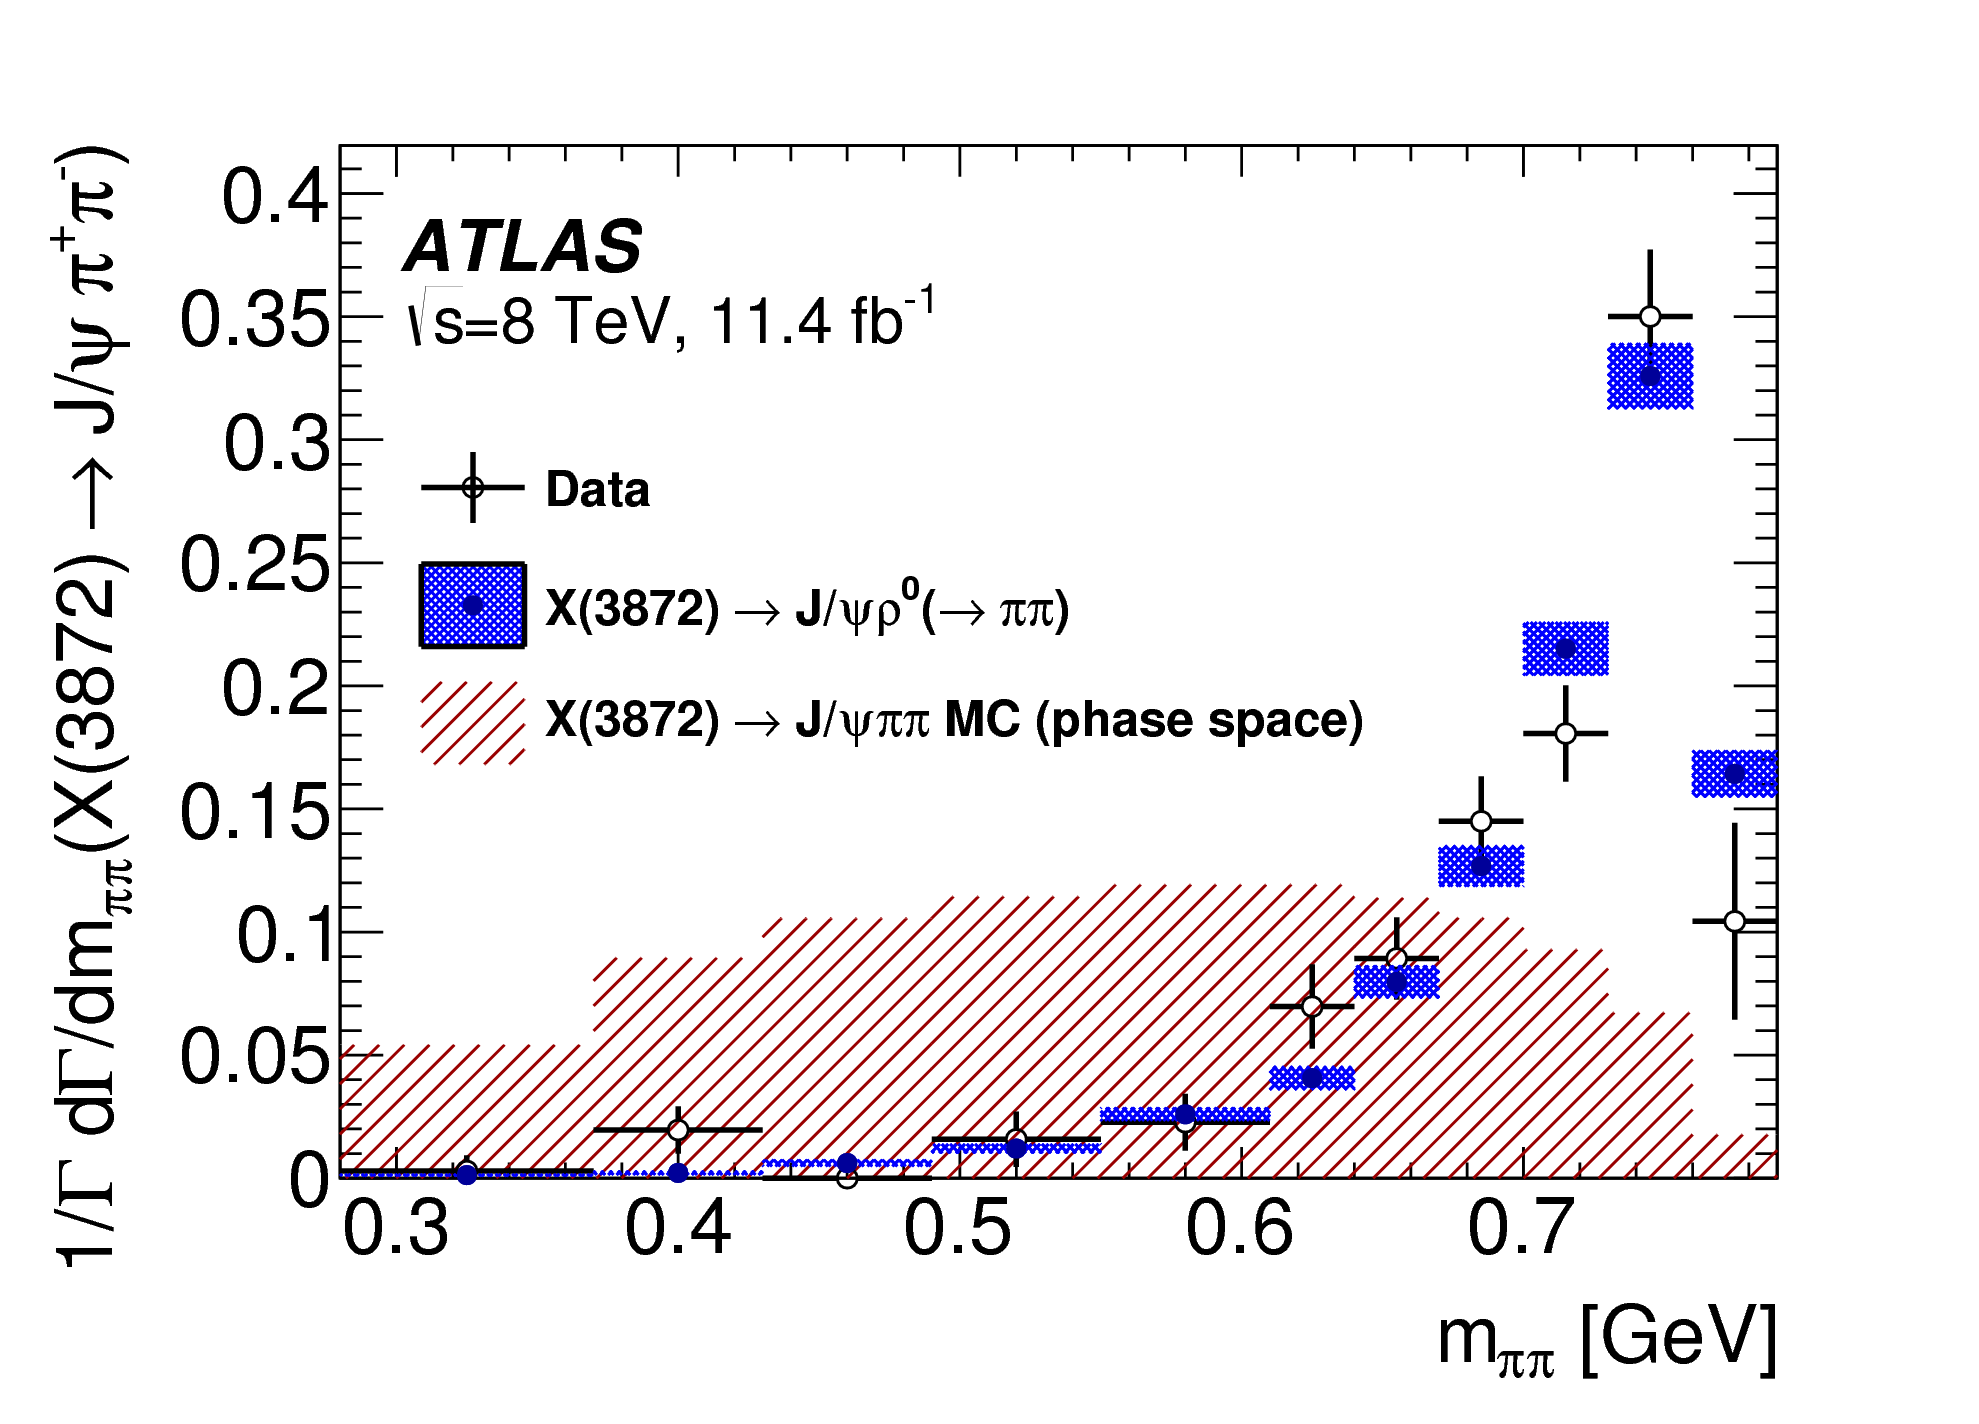 1/Γ dΓ/dmππ(X(3872) → J/ψ π+π-)
0.4
0.35
0.3
0.25
0.2
0.15
0.1
0.05
0
ATLAS
√s=8 TeV, 11.4 fb-1
Data
X(3872) → J/ψρ0(→ ππ)
X(3872) → J/ψππ MC (phase space)
0.3 0.4 0.5 0.6 0.7
mππ [GeV]